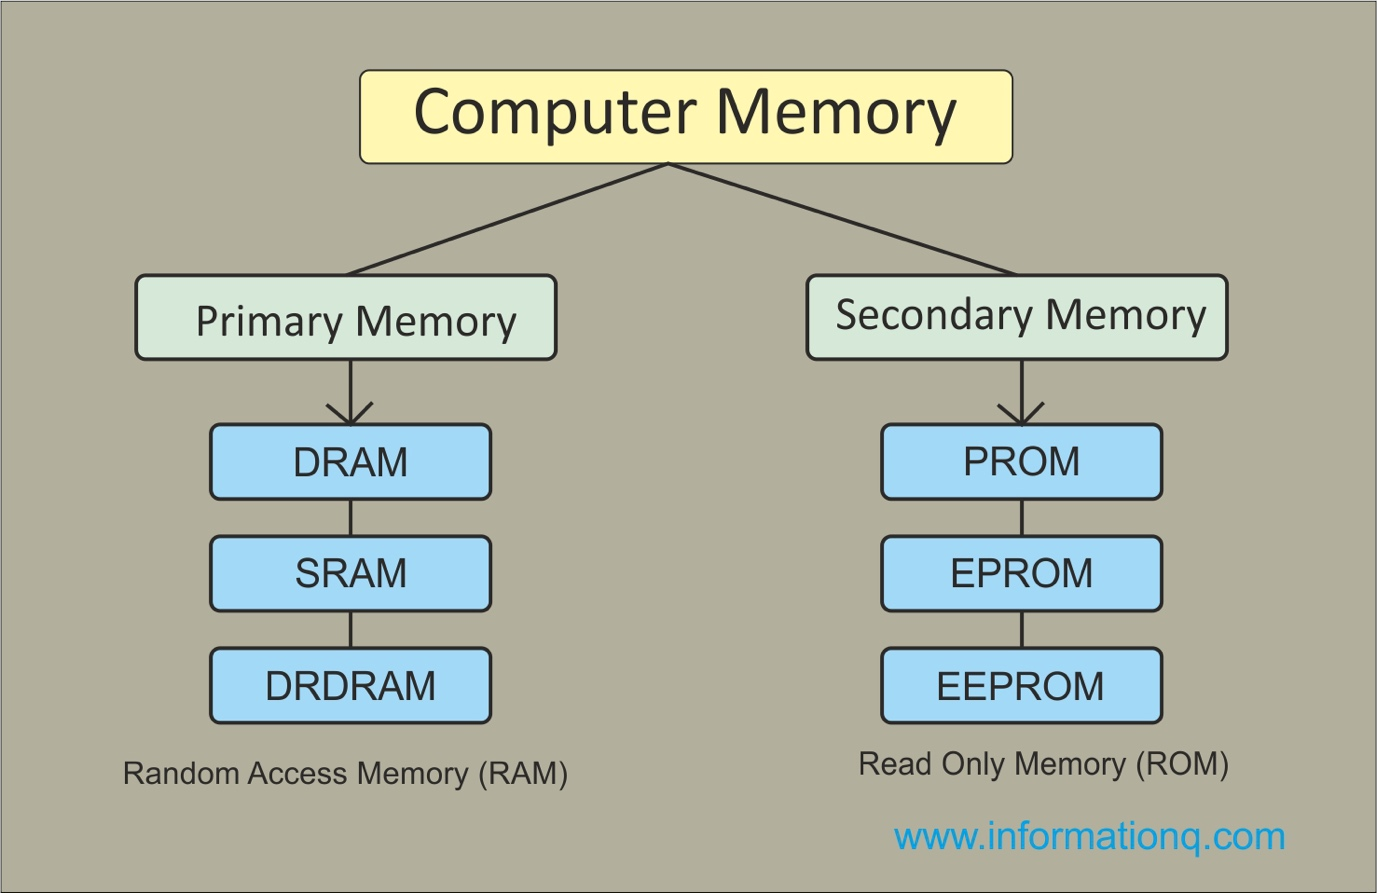 Computer Memory
Primary Memory
Secondary Memory
DRAM
PROM
SRAM
EPROM
DRDRAM
EEPROM
Random Access Memory (RAM)
Read Only Memory (ROM)
www.informationq.com